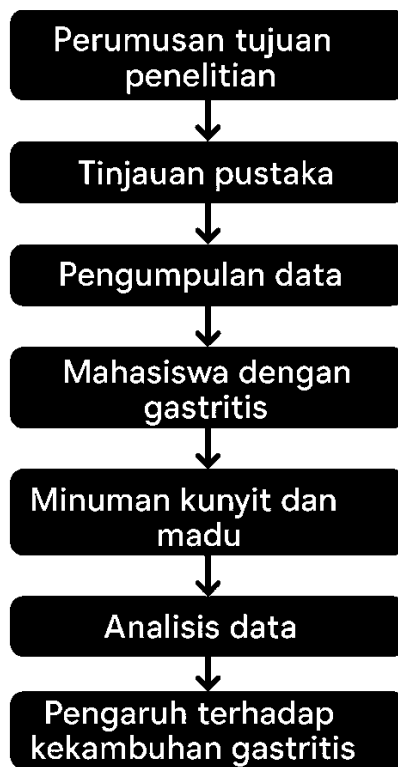 Perumusan tujuan
penelitian
Tinjauan pustaka
Pengumpulan data
Mahasiswa dengan
gastritis
Minuman kunyit dan
madu
Analisis data
Pengaruh terhadap
kekambuhan gastritis